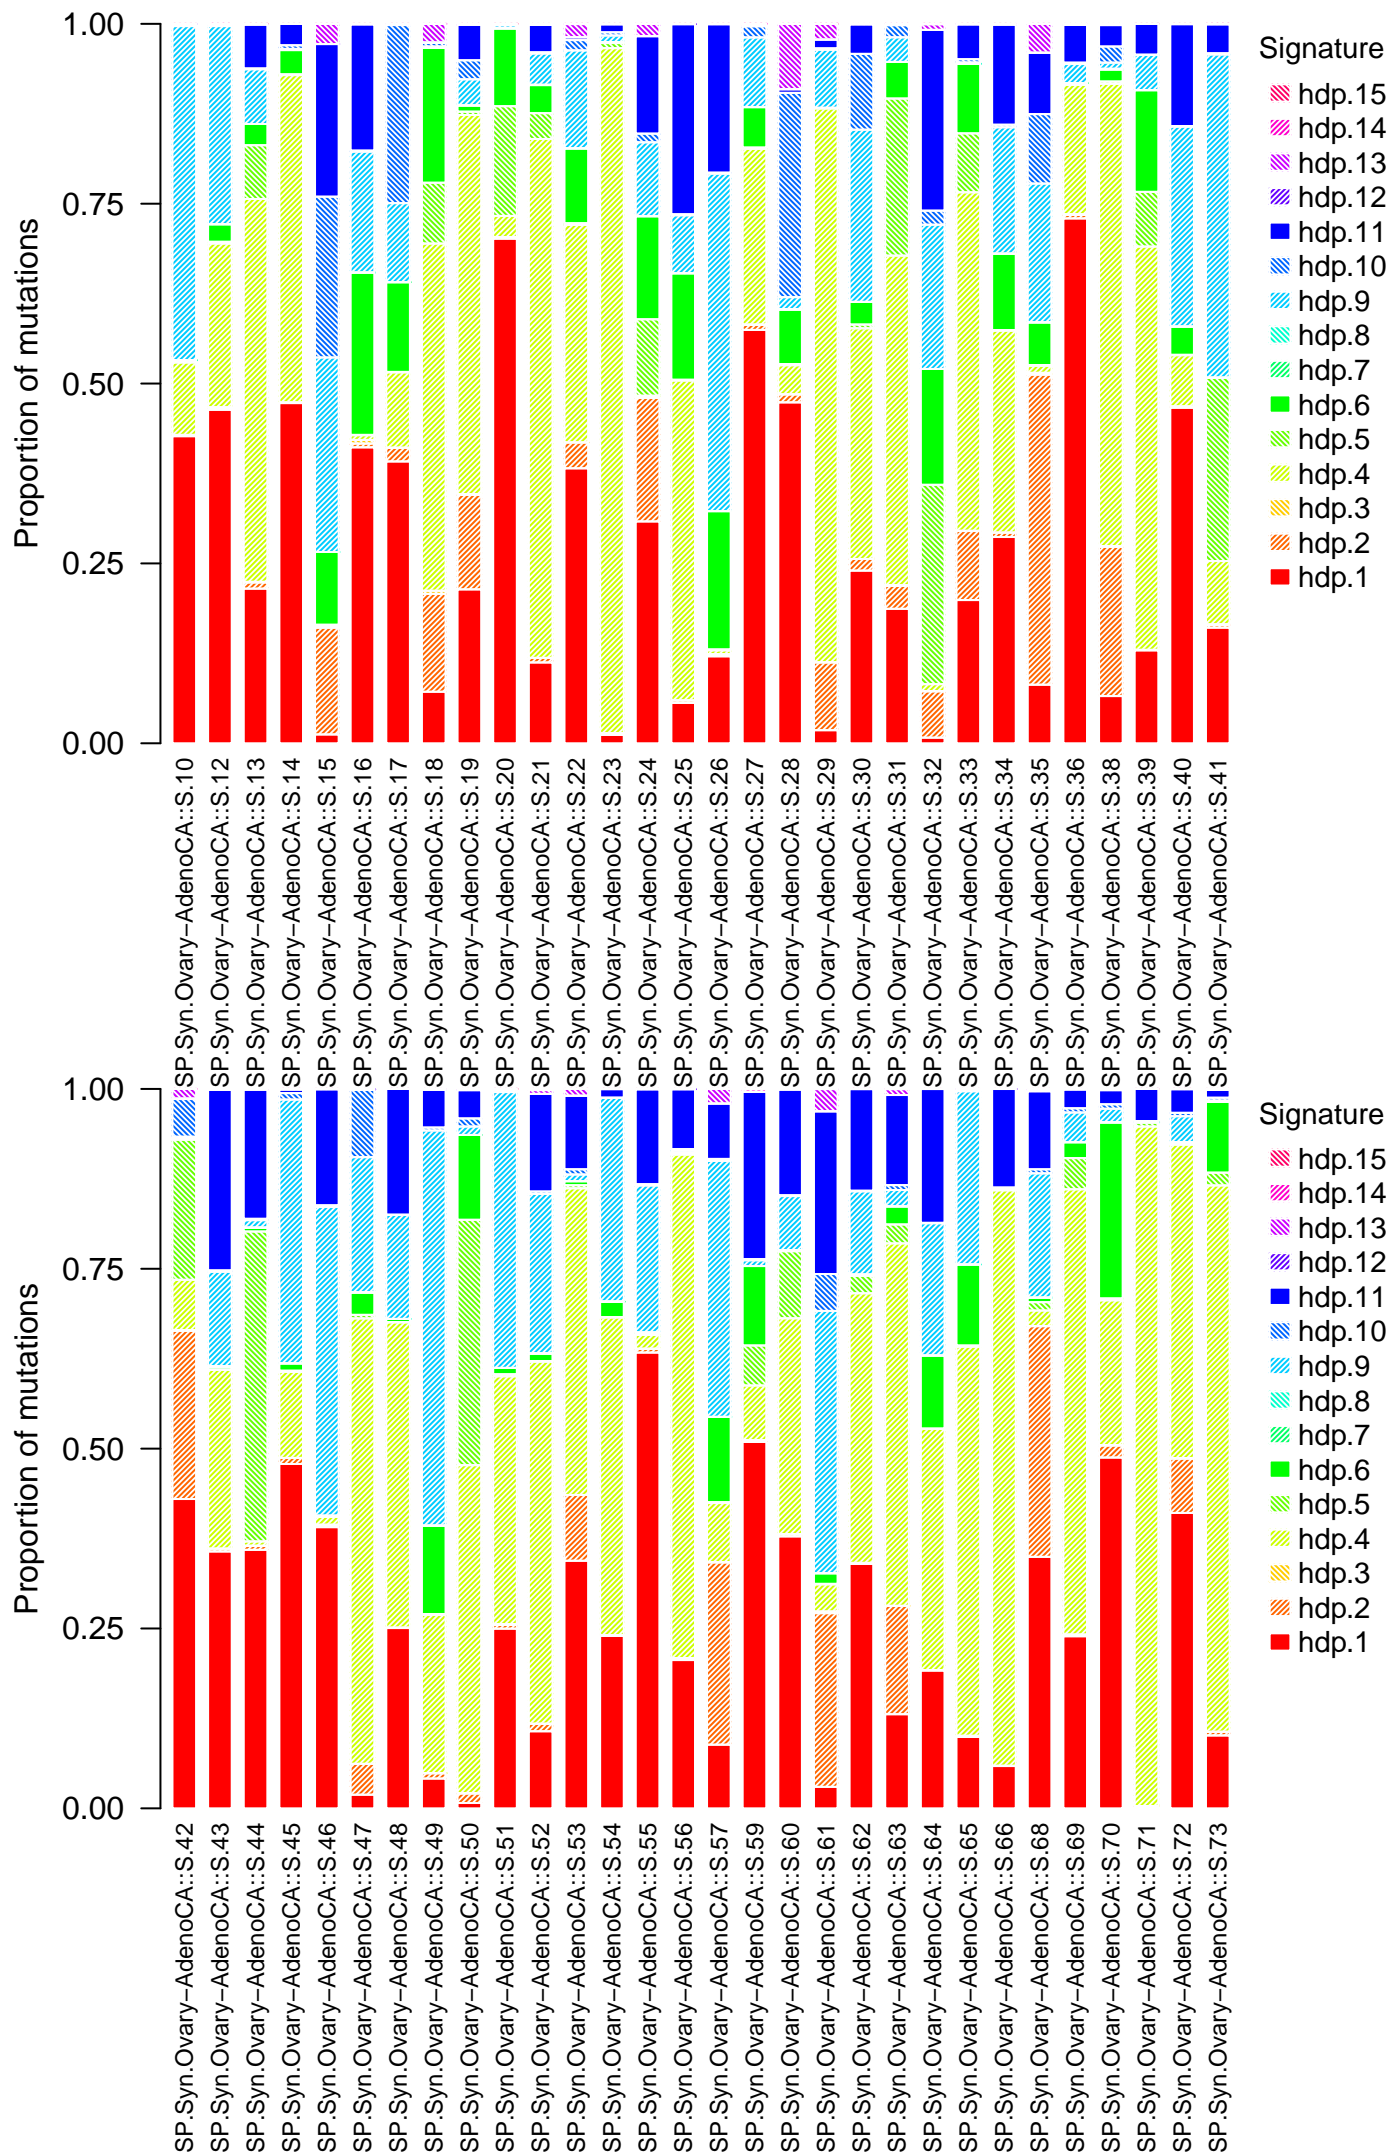 Proportion of mutations
1.00
0.75
0.50
0.25
0.00
SP.Syn.Ovary−AdenoCA::S.10
SP.Syn.Ovary−AdenoCA::S.12
SP.Syn.Ovary−AdenoCA::S.13
SP.Syn.Ovary−AdenoCA::S.14
SP.Syn.Ovary−AdenoCA::S.15
SP.Syn.Ovary−AdenoCA::S.16
SP.Syn.Ovary−AdenoCA::S.17
SP.Syn.Ovary−AdenoCA::S.18
SP.Syn.Ovary−AdenoCA::S.19
SP.Syn.Ovary−AdenoCA::S.20
SP.Syn.Ovary−AdenoCA::S.21
SP.Syn.Ovary−AdenoCA::S.22
SP.Syn.Ovary−AdenoCA::S.23
SP.Syn.Ovary−AdenoCA::S.24
SP.Syn.Ovary−AdenoCA::S.25
SP.Syn.Ovary−AdenoCA::S.26
SP.Syn.Ovary−AdenoCA::S.27
SP.Syn.Ovary−AdenoCA::S.28
SP.Syn.Ovary−AdenoCA::S.29
SP.Syn.Ovary−AdenoCA::S.30
SP.Syn.Ovary−AdenoCA::S.31
SP.Syn.Ovary−AdenoCA::S.32
SP.Syn.Ovary−AdenoCA::S.33
SP.Syn.Ovary−AdenoCA::S.34
SP.Syn.Ovary−AdenoCA::S.35
SP.Syn.Ovary−AdenoCA::S.36
SP.Syn.Ovary−AdenoCA::S.38
SP.Syn.Ovary−AdenoCA::S.39
SP.Syn.Ovary−AdenoCA::S.40
SP.Syn.Ovary−AdenoCA::S.41
Signature
hdp.15
hdp.14
hdp.13
hdp.12
hdp.11
hdp.10
hdp.9
hdp.8
hdp.7
hdp.6
hdp.5
hdp.4
hdp.3
hdp.2
hdp.1
Proportion of mutations
1.00
0.75
0.50
0.25
0.00
SP.Syn.Ovary−AdenoCA::S.42
SP.Syn.Ovary−AdenoCA::S.43
SP.Syn.Ovary−AdenoCA::S.44
SP.Syn.Ovary−AdenoCA::S.45
SP.Syn.Ovary−AdenoCA::S.46
SP.Syn.Ovary−AdenoCA::S.47
SP.Syn.Ovary−AdenoCA::S.48
SP.Syn.Ovary−AdenoCA::S.49
SP.Syn.Ovary−AdenoCA::S.50
SP.Syn.Ovary−AdenoCA::S.51
SP.Syn.Ovary−AdenoCA::S.52
SP.Syn.Ovary−AdenoCA::S.53
SP.Syn.Ovary−AdenoCA::S.54
SP.Syn.Ovary−AdenoCA::S.55
SP.Syn.Ovary−AdenoCA::S.56
SP.Syn.Ovary−AdenoCA::S.57
SP.Syn.Ovary−AdenoCA::S.59
SP.Syn.Ovary−AdenoCA::S.60
SP.Syn.Ovary−AdenoCA::S.61
SP.Syn.Ovary−AdenoCA::S.62
SP.Syn.Ovary−AdenoCA::S.63
SP.Syn.Ovary−AdenoCA::S.64
SP.Syn.Ovary−AdenoCA::S.65
SP.Syn.Ovary−AdenoCA::S.66
SP.Syn.Ovary−AdenoCA::S.68
SP.Syn.Ovary−AdenoCA::S.69
SP.Syn.Ovary−AdenoCA::S.70
SP.Syn.Ovary−AdenoCA::S.71
SP.Syn.Ovary−AdenoCA::S.72
SP.Syn.Ovary−AdenoCA::S.73
Signature
hdp.15
hdp.14
hdp.13
hdp.12
hdp.11
hdp.10
hdp.9
hdp.8
hdp.7
hdp.6
hdp.5
hdp.4
hdp.3
hdp.2
hdp.1